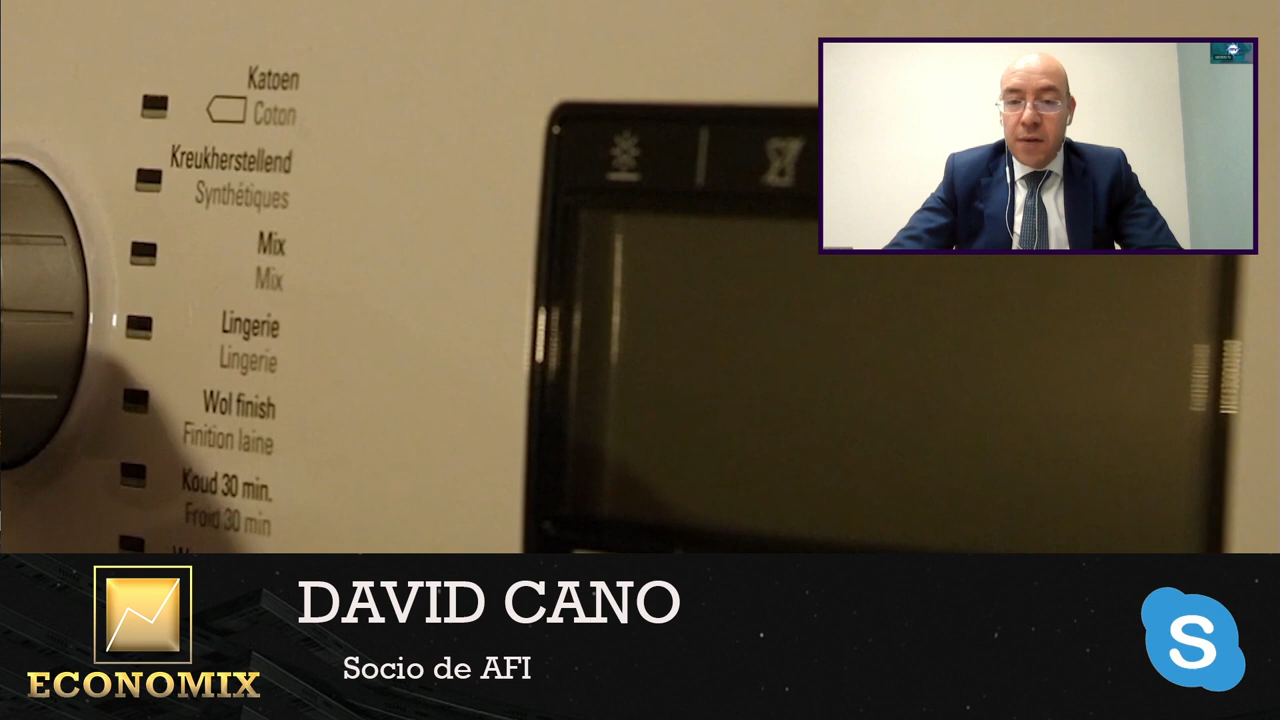 Katoen
Coton
Kreukherstellend
Synthétiques
Mix
Mix
Lingerie
Lingerie
Wol finish
Finition laine
Koud 30 min.
Froid 30 min
DAVID CANO
Socio de AFI
ECONOMIX
S